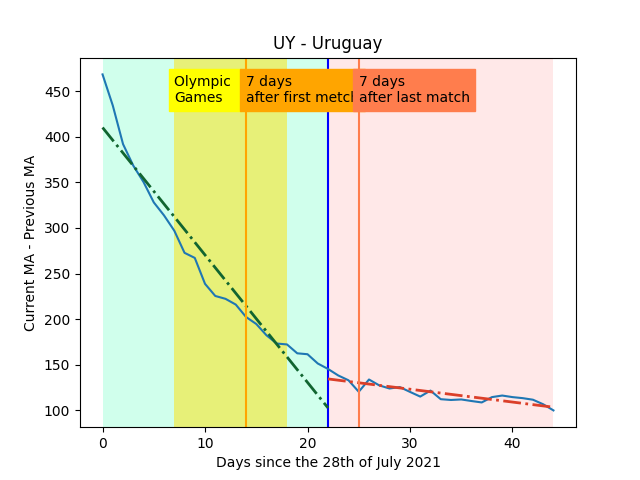 UY - Uruguay
Olympic
Games
7 days
after first metch
7 days
after last match
Current MA - Previous MA
450
400
350
300
250
200
150
100
0
10
20
30
40
Days since the 28th of July 2021